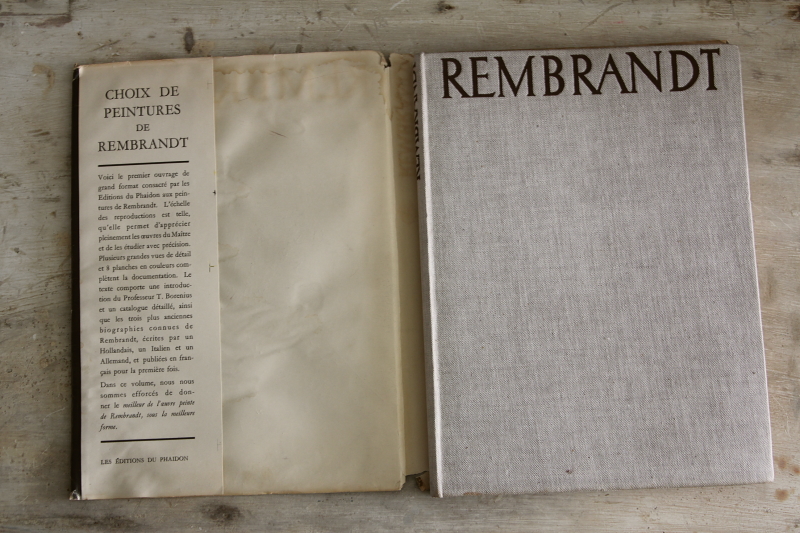 CHOIX DE
PEINTURES
DE
REMBRANDT
Voici le premier ouvrage de
grand format consacré par les
Editions du Phaidon aux pein-
tures de Rembrandt. L'échelle
des reproductions est telle,
qu'elle permet d'apprécier
pleinement les œuvres du Maître
et de les étudier avec précision.
Plusieurs grandes vues de détail
et 8 planches en couleurs com-
plètent la documentation. Le
texte comporte une introduc-
tion du Professeur T. Borenius
et un catalogue détaillé, ainsi
que les trois plus anciennes
biographies connues de
Rembrandt, écrites par un
Hollandais, un Italien et un
Allemand, et publiées en fran-
çais pour la première fois.
Dans ce volume, nous nous
sommes efforcés de don-
ner le meilleur de l'œuvre peinte
de Rembrandt, sous la meilleure
forme.
LES ÉDITIONS DU PHAIDON
REMBRANDT
REMBRANDT